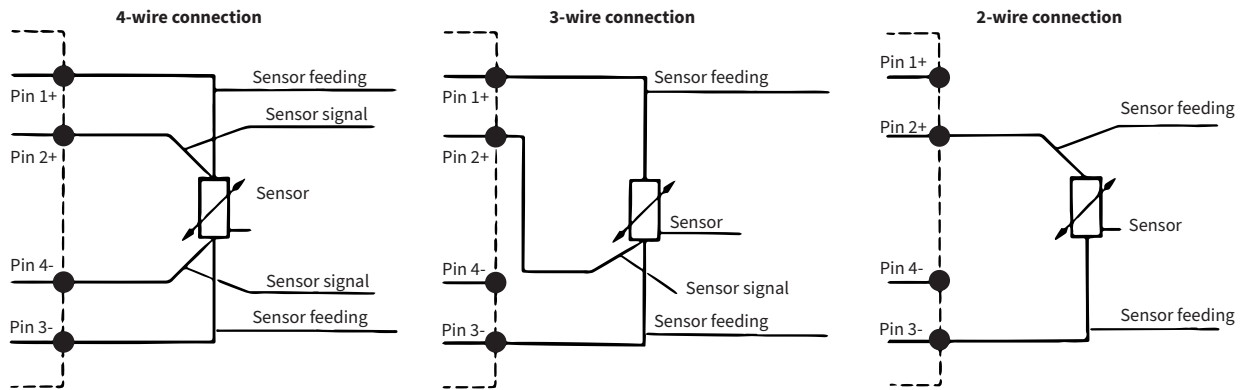 4-wire connection
Sensor feeding
Pin 1+
Sensor signal
Pin 2+
Sensor
Pin 4-
Sensor signal
Pin 3-
Sensor feeding
3-wire connection
Sensor feeding
Pin 1+
Pin 2+
Sensor
Pin 4-
Sensor signal
Pin 3-
Sensor feeding
2-wire connection
Pin 1+
Sensor feeding
Pin 2+
Sensor
Pin 4-
Sensor feeding
Pin 3-